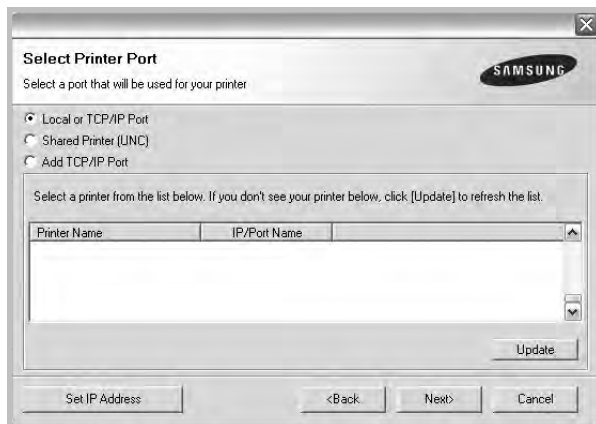 Select Printer Port
Select a port that will be used for your printer
SAMSUNG
Local or TCP/IP Port
Shared Printer (UNC)
Add TCP/IP Port
Select a printer from the list below. If you don't see your printer below, click [Update] to refresh the list.
Printer Name IP/Port Name
Update
Set IP Address <Back Next> Cancel